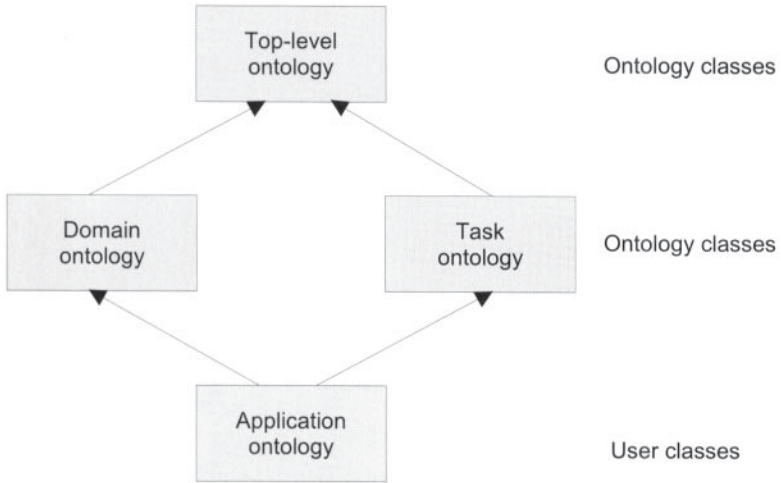 Top-level
ontology
Ontology classes
Domain
ontology
Task
ontology
Ontology classes
Application
ontology
User classes